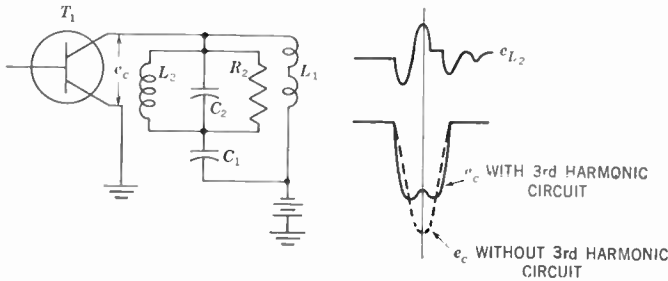 T1
ec
L2
R2
C2
L1
C1
eL2
ec WITH 3rd HARMONIC
CIRCUIT
ec WITHOUT 3rd HARMONIC
CIRCUIT